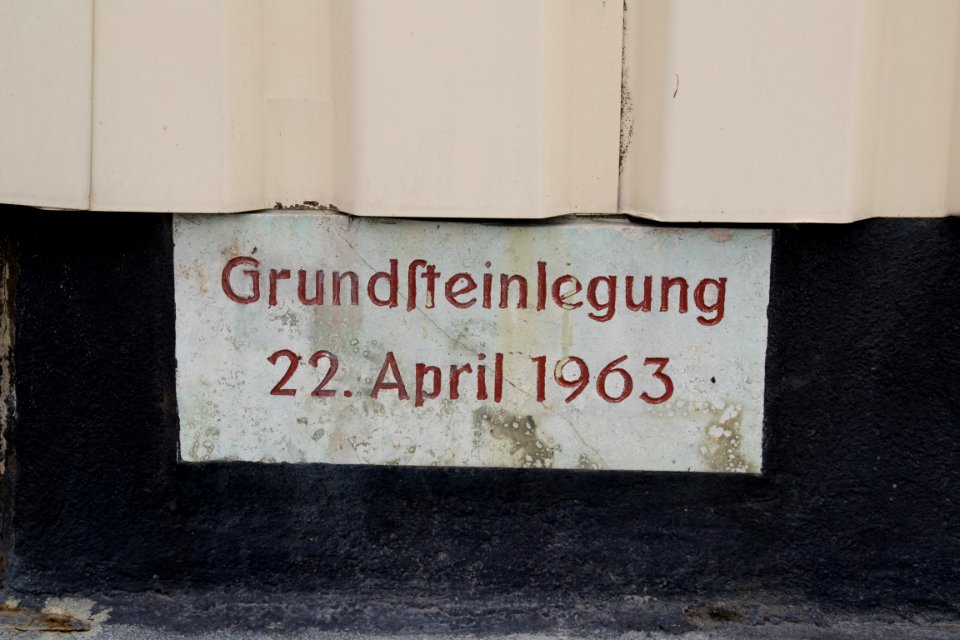 Grundſteinlegung
22. April 1963